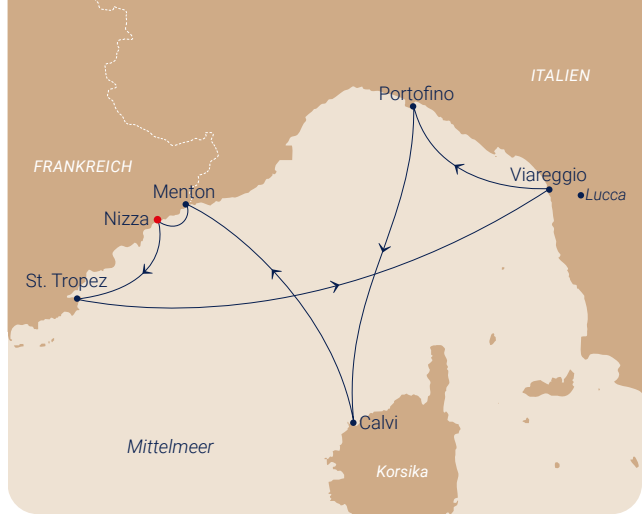 ITALIEN
Portofino
FRANKREICH
Viareggio
Menton
Lucca
Nizza
St. Tropez
Calvi
Mittelmeer
Korsika